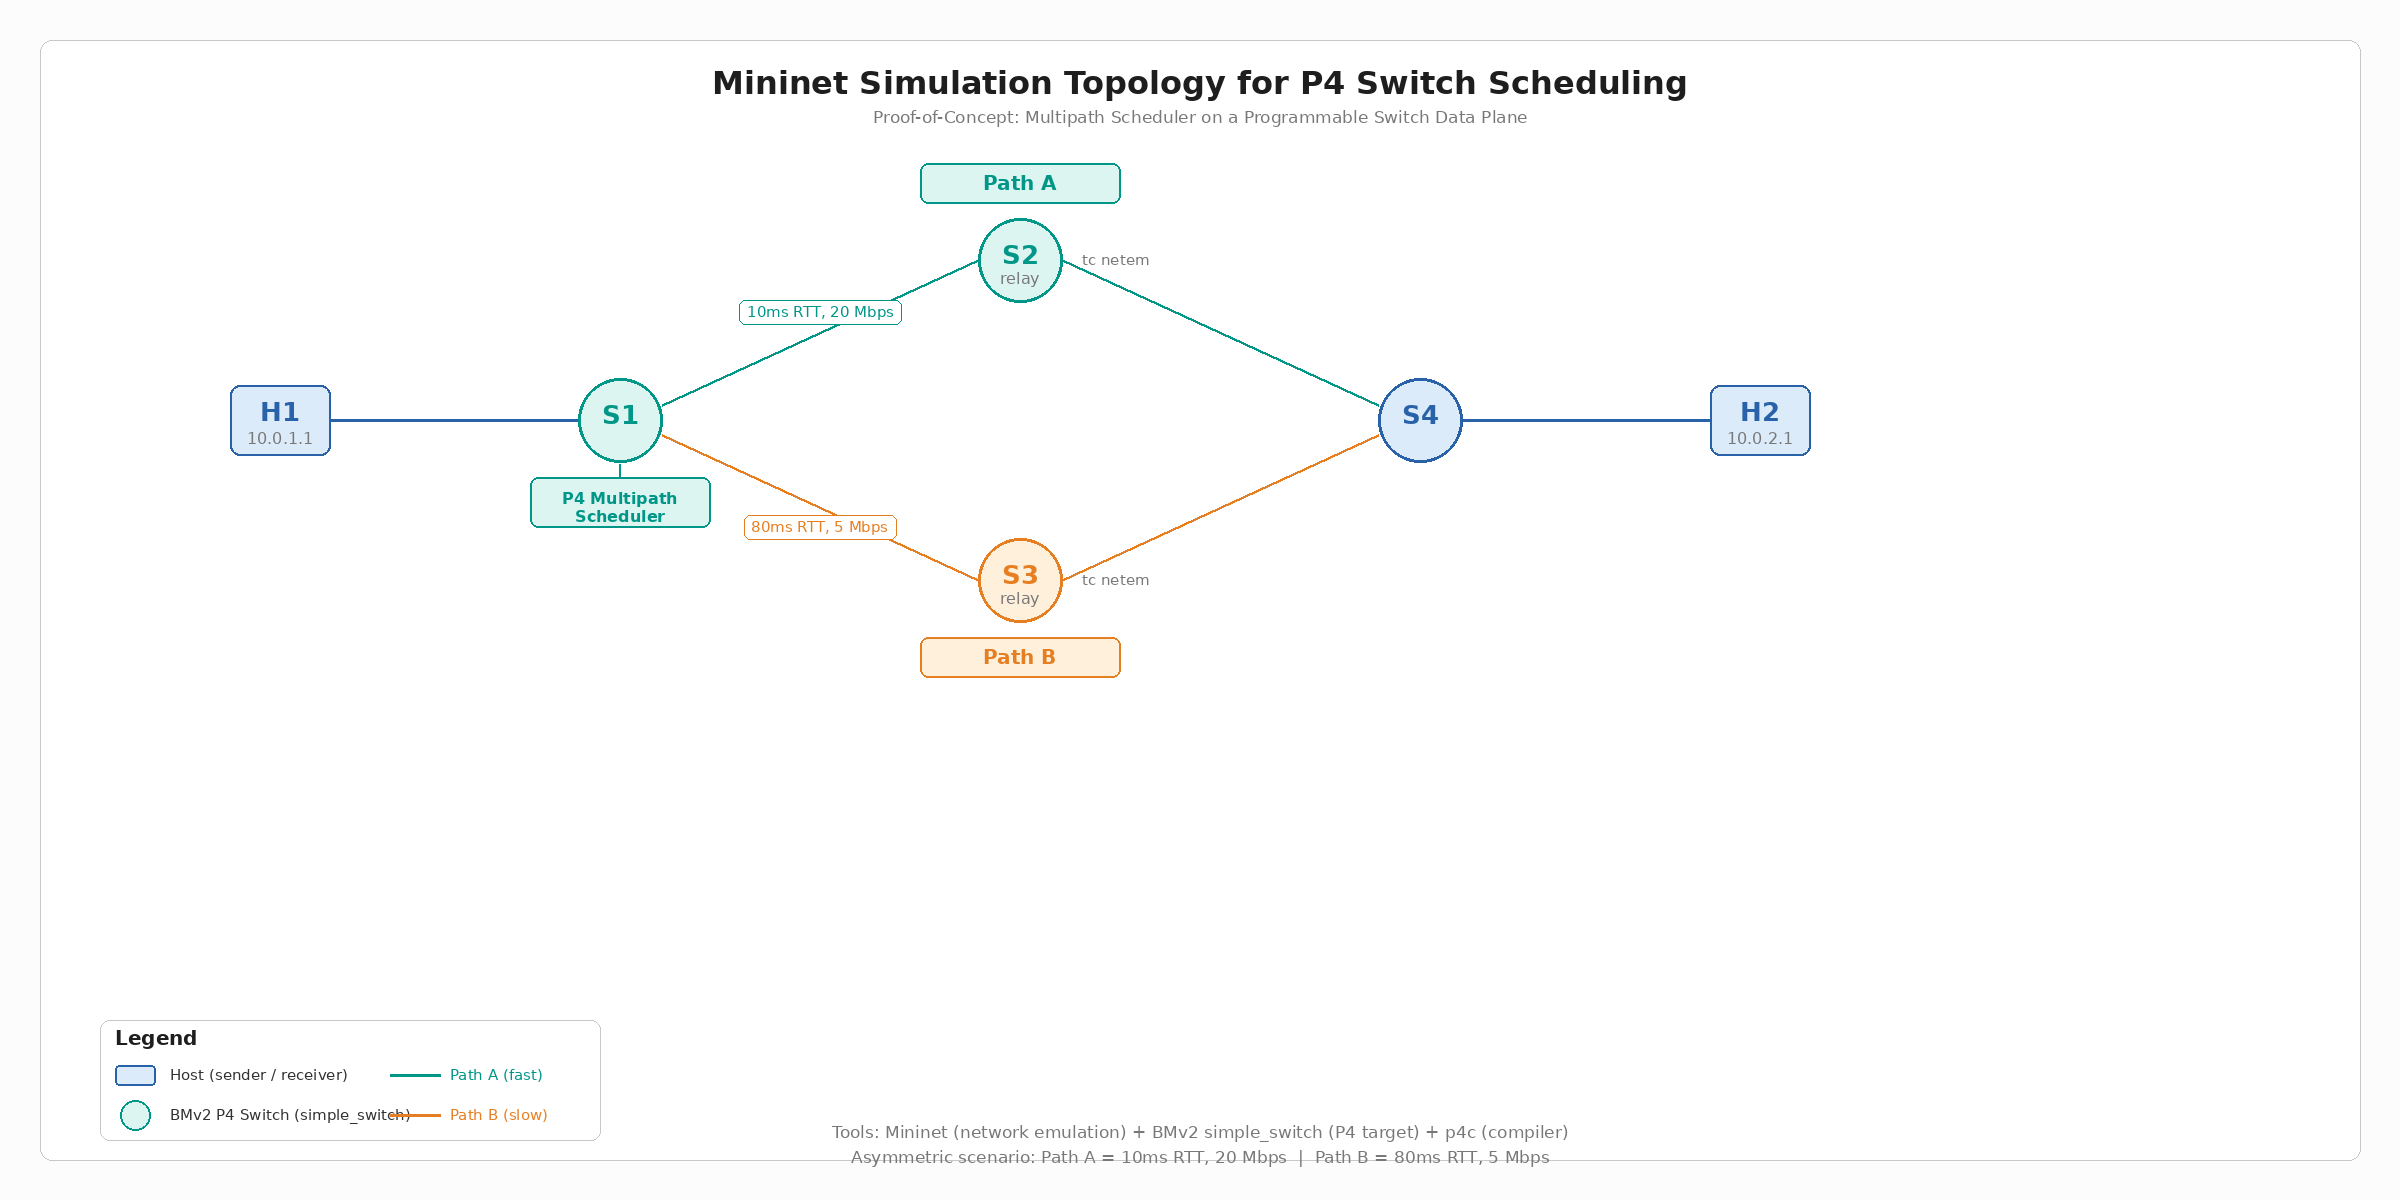 Mininet Simulation Topology for P4 Switch Scheduling
Proof-of-Concept: Multipath Scheduler on a Programmable Switch Data Plane
Path A
S2
relay
tc netem
10ms RTT, 20 Mbps
H1
10.0.1.1
S1
S4
H2
10.0.2.1
P4 Multipath
Scheduler
80ms RTT, 5 Mbps
S3
relay
tc netem
Path B
Legend
Host (sender / receiver)
Path A (fast)
BMv2 P4 Switch (simple_switch)
Path B (slow)
Tools: Mininet (network emulation) + BMv2 simple_switch (P4 target) + p4c (compiler)
Asymmetric scenario: Path A = 10ms RTT, 20 Mbps | Path B = 80ms RTT, 5 Mbps